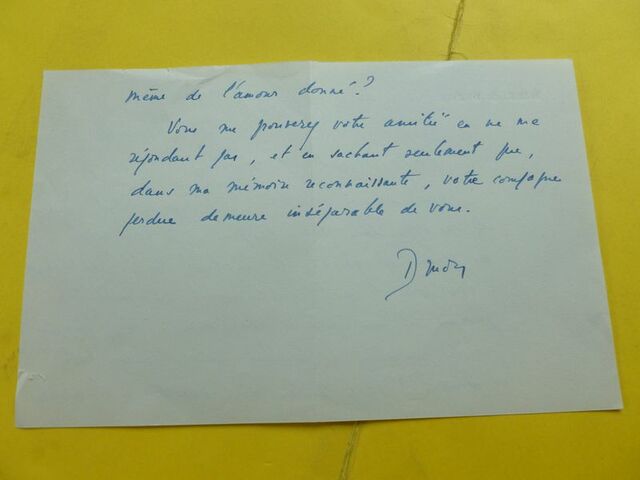 même de l'amour donné ?
Vous me prouverez votre amitié en ne me
répondant pas, et en sachant seulement que,
dans ma mémoire reconnaissante, votre compagne
perdue demeure inséparable de vous.